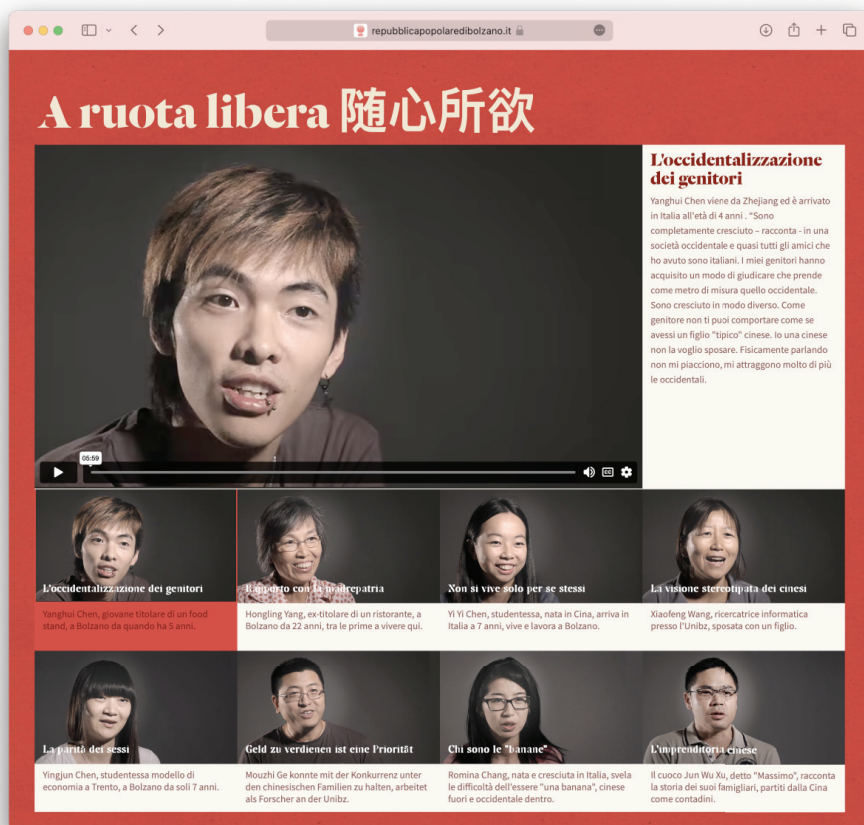 repubblicapopolaredibolzano.it
A ruota libera 随心所欲
L'occidentalizzazione
dei genitori
Yanghui Chen viene da Zhejiang ed è arrivato
in Italia all'età di 4 anni . "Sono
completamente cresciuto – racconta - in una
società occidentale e quasi tutti gli amici che
ho avuto sono italiani. I miei genitori hanno
acquisito un modo di giudicare che prende
come metro di misura quello occidentale.
Sono cresciuto in modo diverso. Come
genitore non ti puoi comportare come se
avessi un figlio "tipico" cinese. Io una cinese
non la voglio sposare. Fisicamente parlando
non mi piacciono, mi attraggono molto di più
le occidentali.
05:59
CC
L'occidentalizzazione dei genitori
Yanghui Chen, giovane titolare di un food
stand, a Bolzano da quando ha 5 anni.
Rapporto con la madrepatria
Hongling Yang, ex-titolare di un ristorante, a
Bolzano da 22 anni, tra le prime a vivere qui.
Non si vive solo per se stessi
Yi Yi Chen, studentessa, nata in Cina, arriva in
Italia a 7 anni, vive e lavora a Bolzano.
La visione stereotipata dei cinesi
Xiaofeng Wang, ricercatrice informatica
presso l'Unibz, sposata con un figlio.
La parità dei sessi
Yingjun Chen, studentessa modello di
economia a Trento, a Bolzano da soli 7 anni.
Geld zu verdienen ist eine Priorität
Mouzhi Ge konnte mit der Konkurrenz unter
den chinesischen Familien zu halten, arbeitet
als Forscher an der Unibz.
Chi sono le "banane"
Romina Chang, nata e cresciuta in Italia, svela
le difficoltà dell'essere "una banana", cinese
fuori e occidentale dentro.
L'imprenditoria cinese
Il cuoco Jun Wu Xu, detto "Massimo", racconta
la storia dei suoi famigliari, partiti dalla Cina
come contadini.